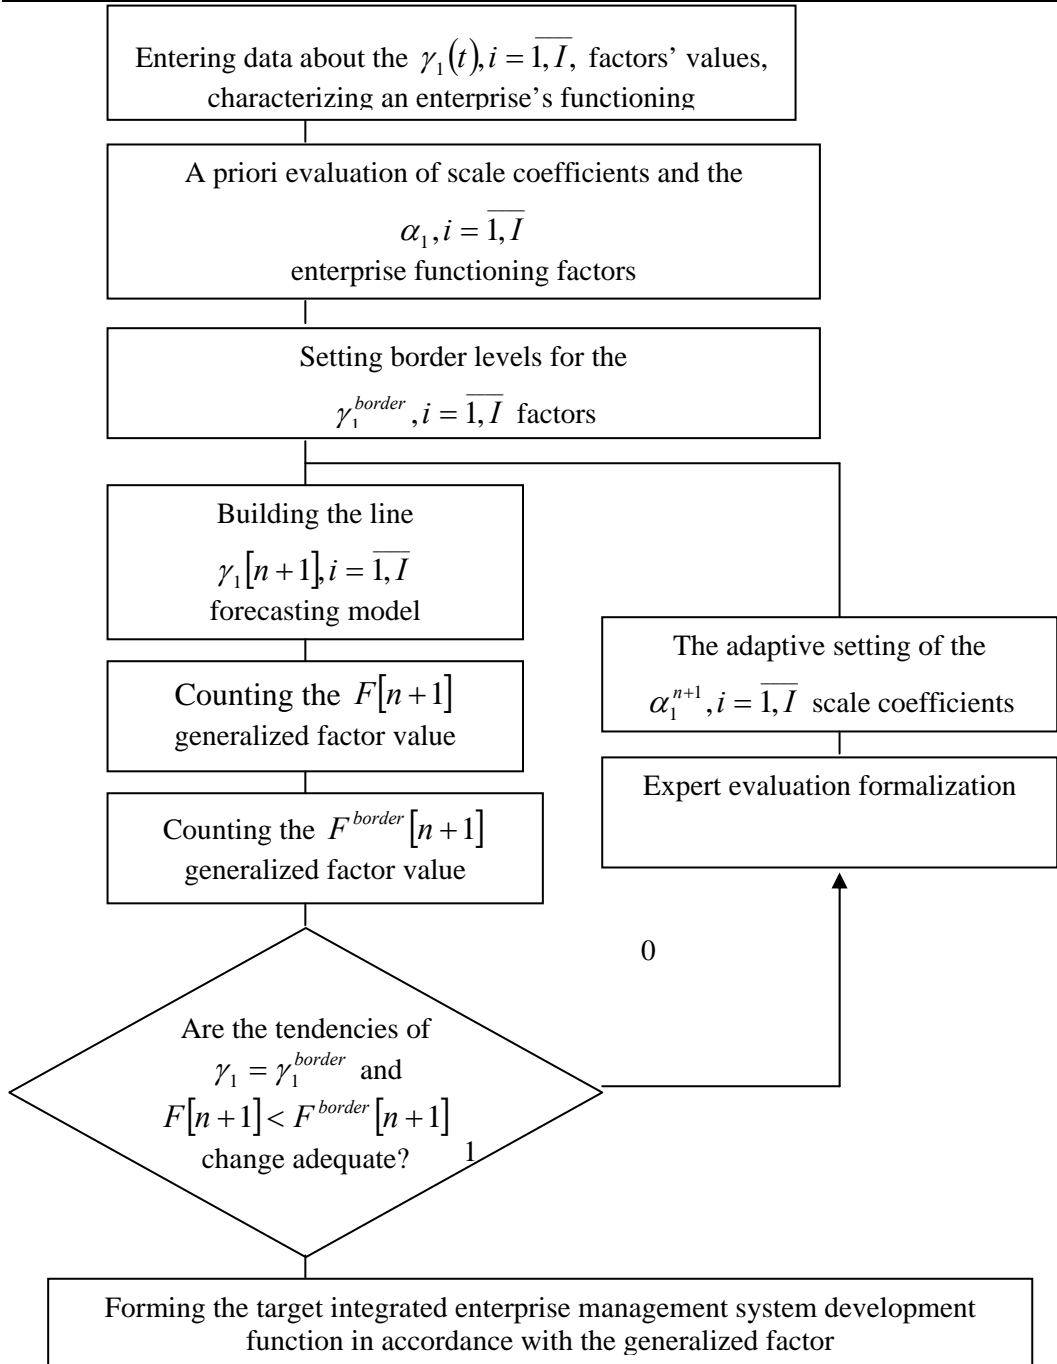 Entering data about the γ₁(t), i = 1, I̅, factors’ values,
characterizing an enterprise’s functioning
A priori evaluation of scale coefficients and the
α₁, i = 1, I̅
enterprise functioning factors
Setting border levels for the
γ₁^border, i = 1, I̅ factors
Building the line
γ₁[n + 1], i = 1, I̅
forecasting model
Counting the F[n + 1]
generalized factor value
Counting the F^border[n + 1]
generalized factor value
The adaptive setting of the
α₁^n+1, i = 1, I̅ scale coefficients
Expert evaluation formalization
0
Are the tendencies of
γ₁ = γ₁^border and
F[n + 1] < F^border[n + 1]
change adequate? 1
Forming the target integrated enterprise management system development
function in accordance with the generalized factor